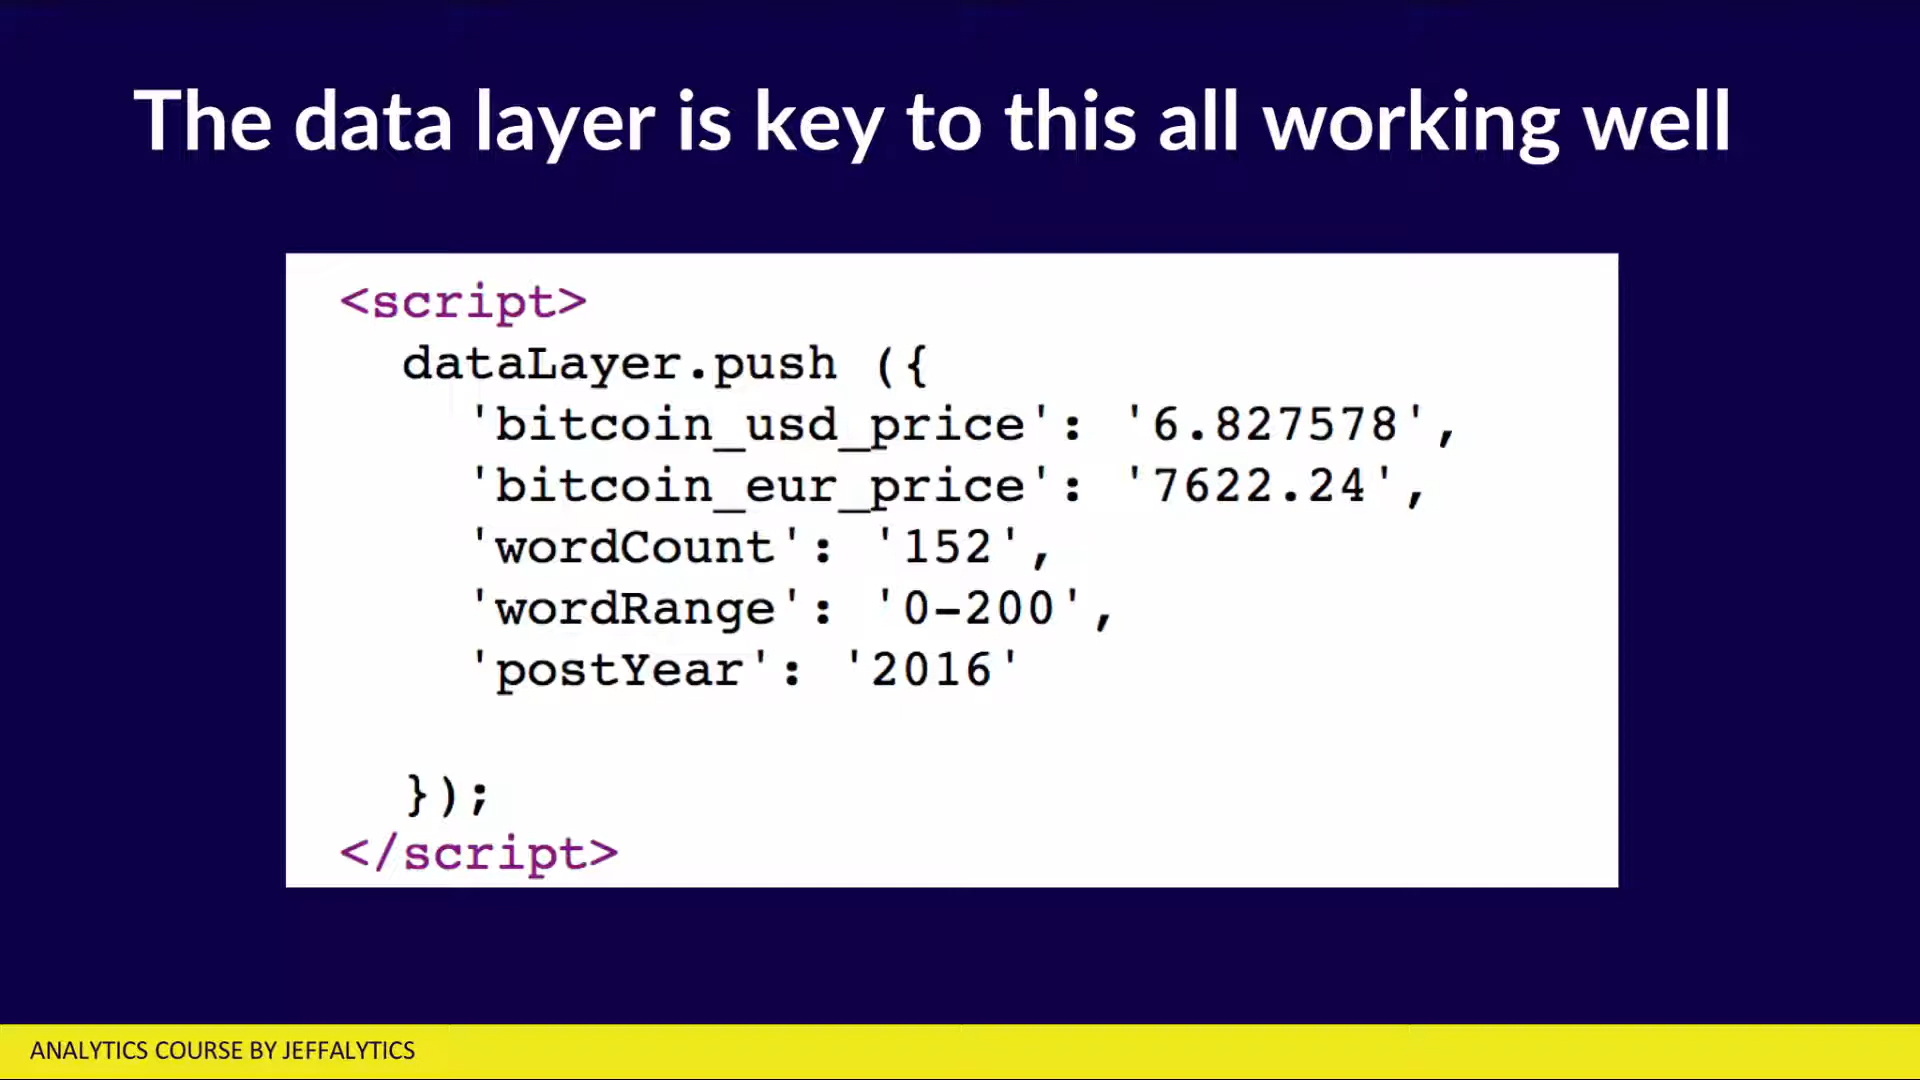 The data layer is key to this all working well
<script>
dataLayer.push ({
'bitcoin_usd_price': '6.827578',
'bitcoin_eur_price': '7622.24',
'wordCount': '152',
'wordRange': '0-200',
'postYear': '2016'
});
</script>
ANALYTICS COURSE BY JEFFALYTICS